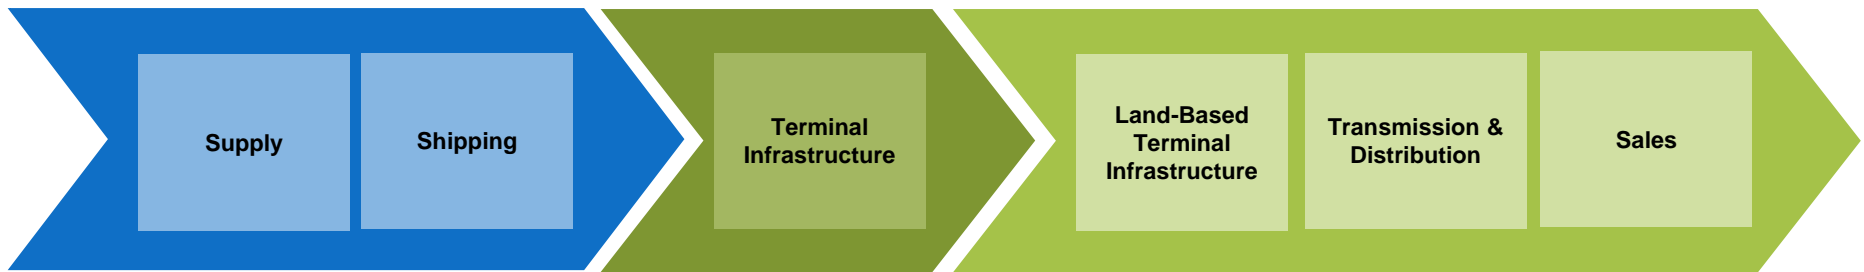 Supply
Shipping
Terminal
Infrastructure
Land-Based
Terminal
Infrastructure
Transmission &
Distribution
Sales